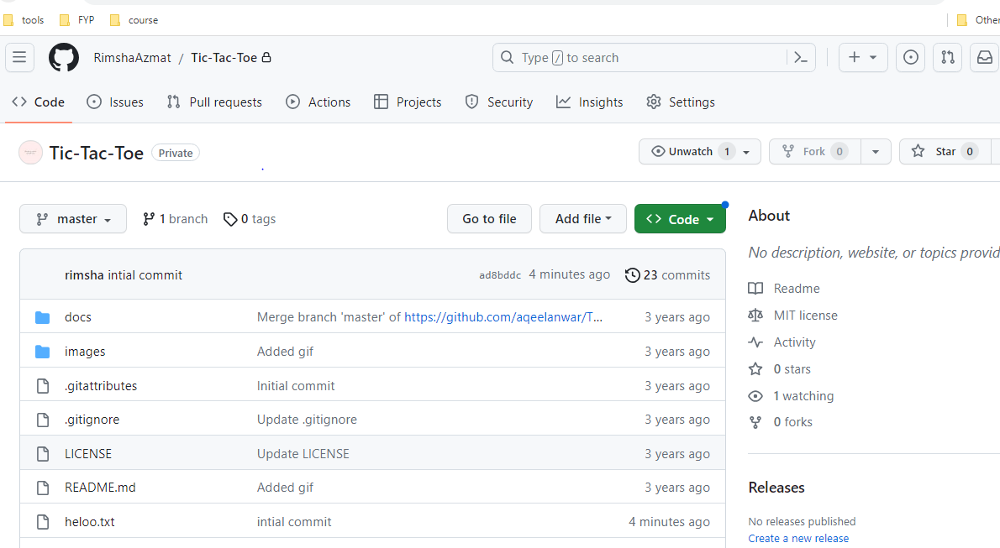 tools FYP course Other
RimshaAzmat / Tic-Tac-Toe Type / to search
Code Issues Pull requests Actions Projects Security Insights Settings
Tic-Tac-Toe Private Unwatch 1 Fork 0 Star 0
master 1 branch 0 tags Go to file Add file Code
rimsha intial commit ad8bddc 4 minutes ago 23 commits
docs Merge branch 'master' of https://github.com/aqeelanwar/T... 3 years ago
images Added gif 3 years ago
.gitattributes Initial commit 3 years ago
.gitignore Update .gitignore 3 years ago
LICENSE Update LICENSE 3 years ago
README.md Added gif 3 years ago
heloo.txt intial commit 4 minutes ago
About
No description, website, or topics provid
Readme
MIT license
Activity
0 stars
1 watching
0 forks
Releases
No releases published
Create a new release